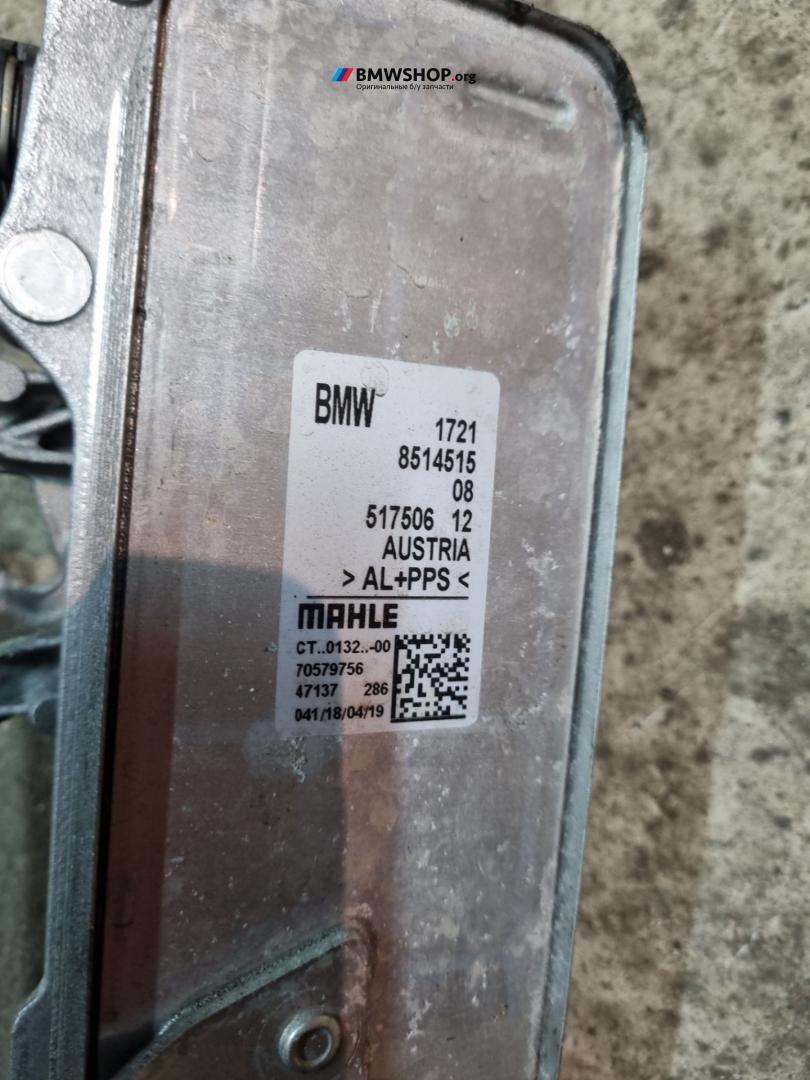 BMWSHOP.org
Оригинальные б/у запчасти
BMW
1721
8514515
08
517506 12
AUSTRIA
> AL+PPS <
MAHLE
CT..0132..-00
70579756
47137 286
041/18/04/19